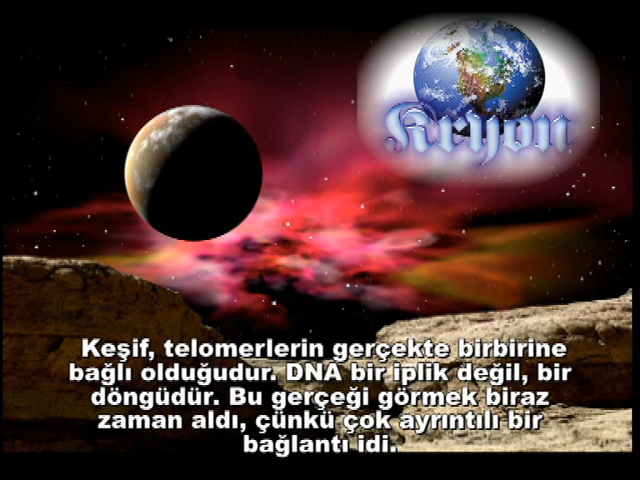 Kryon
Keşif, telomerlerin gerçekte birbirine
bağlı olduğudur. DNA bir iplik değil, bir
döngüdür. Bu gerçeği görmek biraz
zaman aldı, çünkü çok ayrıntılı bir
bağlantı idi.